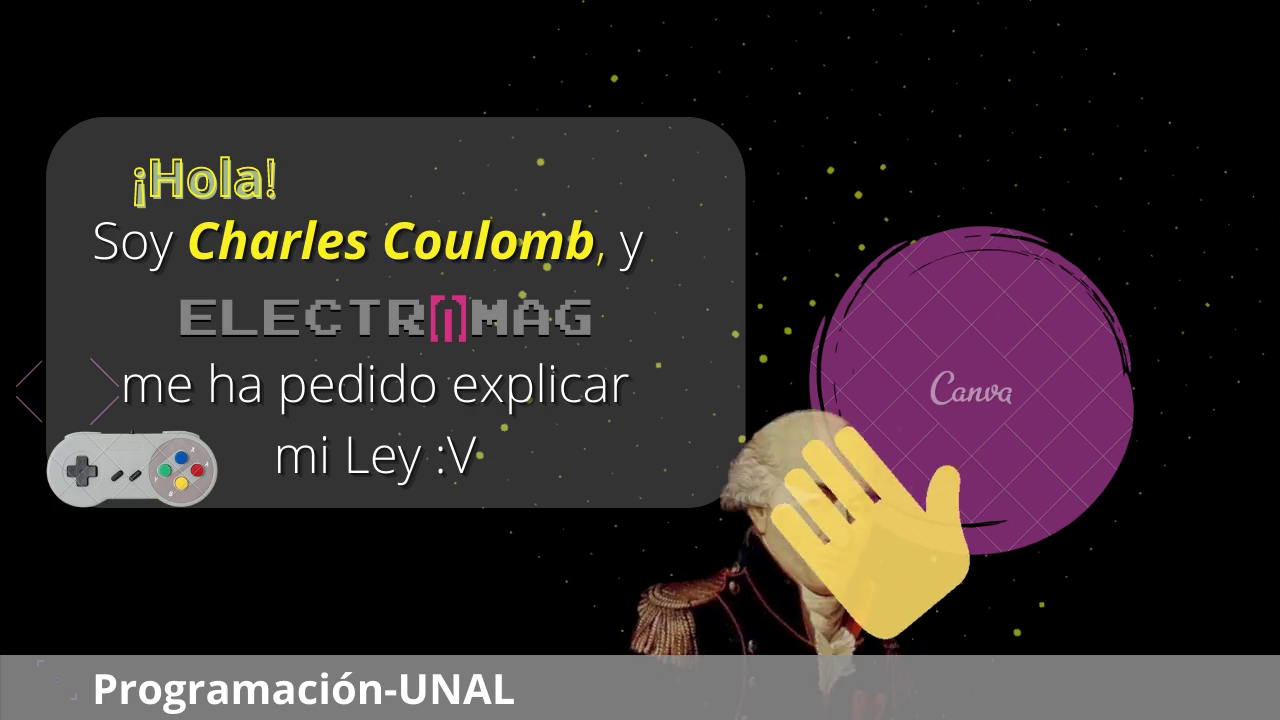 ¡Hola!
Soy Charles Coulomb, y
ELECTR[¡]MAG
me ha pedido explicar
mi Ley :V
Canva
Programación-UNAL